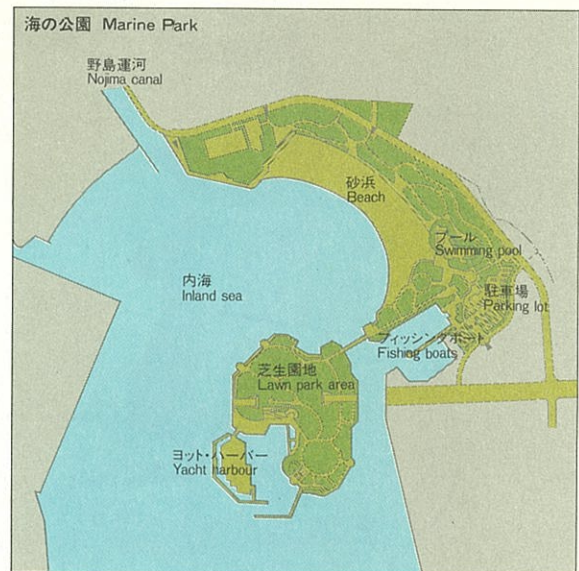 海の公園 Marine Park
野島運河
Nojima canal
砂浜
Beach
プール
Swimming pool
内海
Inland sea
駐車場
Parking lot
フィッシングボート
Fishing boats
芝生園地
Lawn park area
ヨット・ハーバー
Yacht harbour